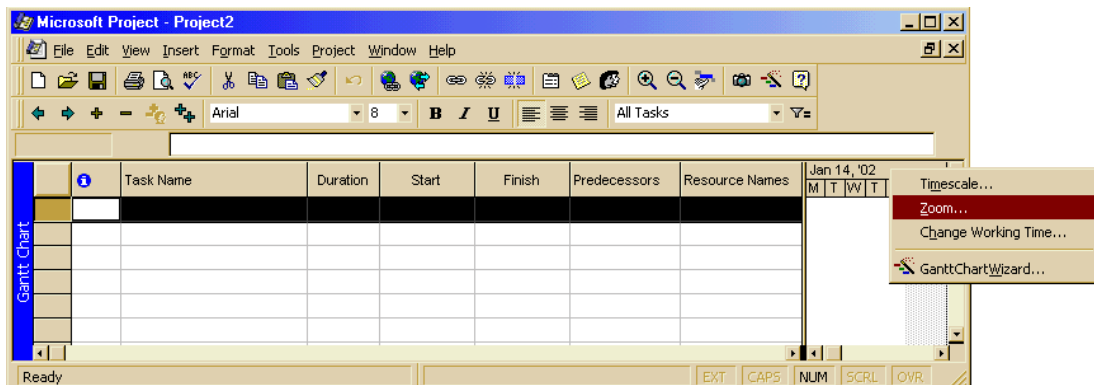 Microsoft Project - Project2
File Edit View Insert Format Tools Project Window Help
ABC
Arial 8 B I U All Tasks
Task Name Duration Start Finish Predecessors Resource Names Jan 14, '02
M T W T
Timescale...
Zoom...
Change Working Time...
GanttChartWizard...
Gantt Chart
Ready EXT CAPS NUM SCRL OVR